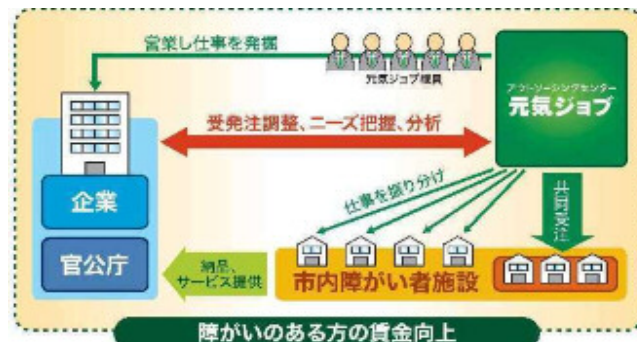 営業し仕事を発掘
元気ジョブ職員
アウトソーシングセンター
元気ジョブ
受発注調整、ニーズ把握、分析
企業
官公庁
仕事を振り分け
共同受注
納品、
サービス提供
市内障がい者施設
障がいのある方の賃金向上